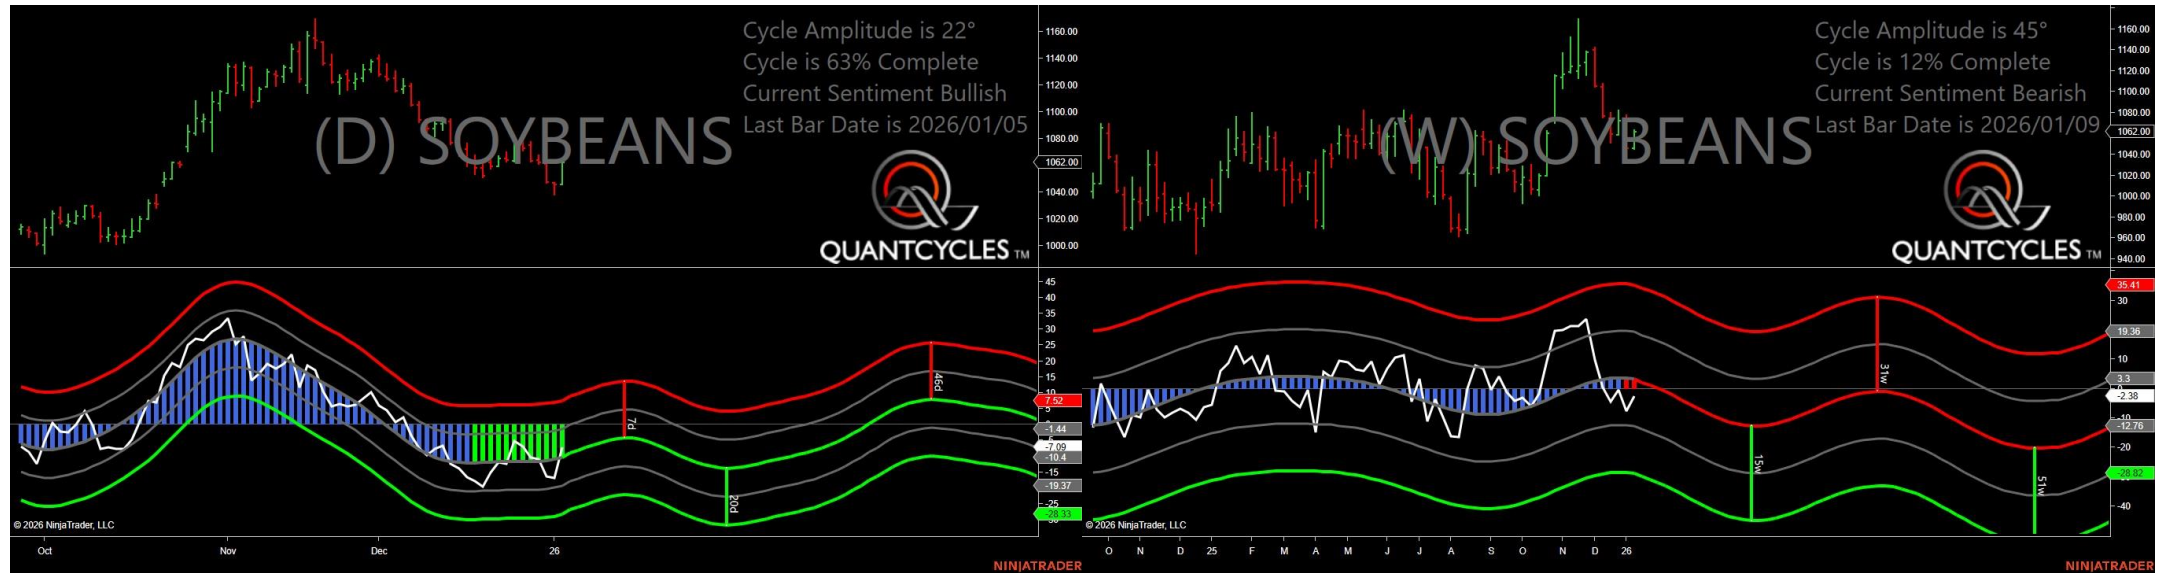 Cycle Amplitude is 22°
Cycle is 63% Complete
Current Sentiment Bullish
Last Bar Date is 2026/01/05
(D) SOYBEANS
QUANTCYCLES TM
1160.00
1140.00
1120.00
1100.00
1080.00
1062.00
1040.00
1020.00
1000.00
45
40
35
30
25
20
15
10
5
7.52
-1.44
-7.09
-10.4
-15
-19.37
-25
-28.33
7d
20d
46d
© 2026 NinjaTrader, LLC
Oct
Nov
Dec
26
NINJATRADER
Cycle Amplitude is 45°
Cycle is 12% Complete
Current Sentiment Bearish
Last Bar Date is 2026/01/09
(W) SOYBEANS
QUANTCYCLES TM
1160.00
1140.00
1120.00
1100.00
1080.00
1062.00
1040.00
1020.00
1000.00
980.00
960.00
940.00
35.41
30
19.36
10
3.3
-2.38
-10
-12.76
-20
-28.82
-40
15w
31w
51w
© 2026 NinjaTrader, LLC
O N D 25 F M A M J J A S O N D 26
NINJATRADER